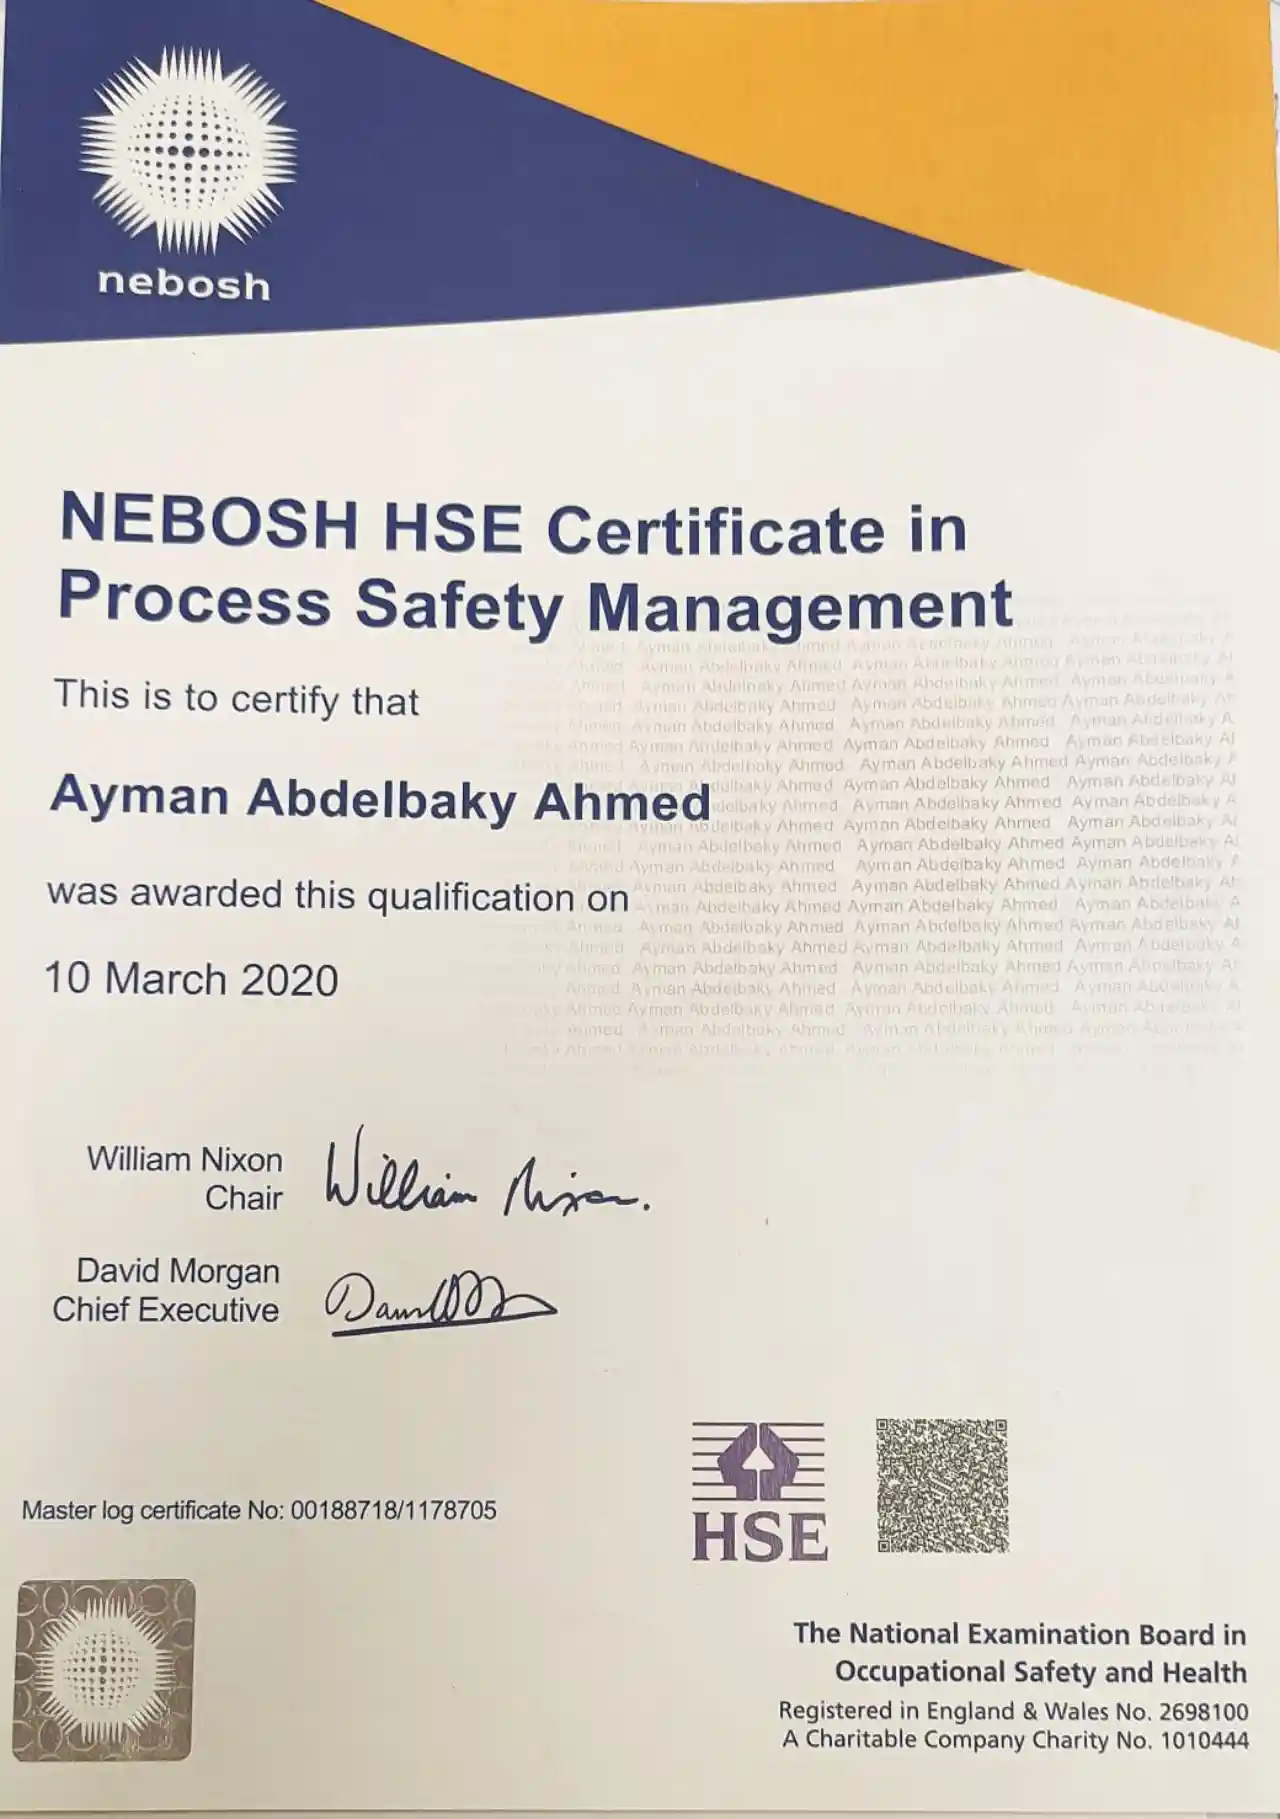 nebosh
NEBOSH HSE Certificate in
Process Safety Management
This is to certify that
Ayman Abdelbaky Ahmed
was awarded this qualification on
10 March 2020
William Nixon
Chair
William Nixon.
David Morgan
Chief Executive
Master log certificate No: 00188718/1178705
HSE
The National Examination Board in
Occupational Safety and Health
Registered in England & Wales No. 2698100
A Charitable Company Charity No. 1010444